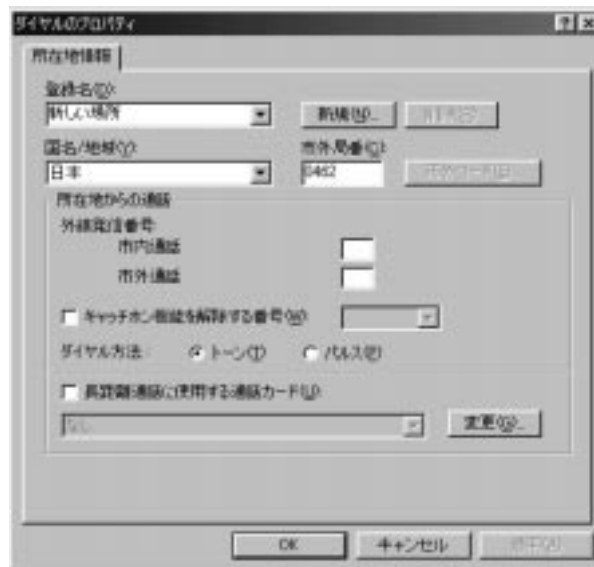 ダイヤルのプロパティ
所在地情報
登録名(D):
新しい場所
新規(N)...
国名/地域(Y):
市外局番(C):
日本
0462
所在地からの通話
外線発信番号
市内通話
市外通話
キャッチホン機能を解除する番号(W)
ダイヤル方法:
トーン(T)
パルス(P)
長距離通話に使用する通話カード(U):
なし
変更(G)...
OK
キャンセル